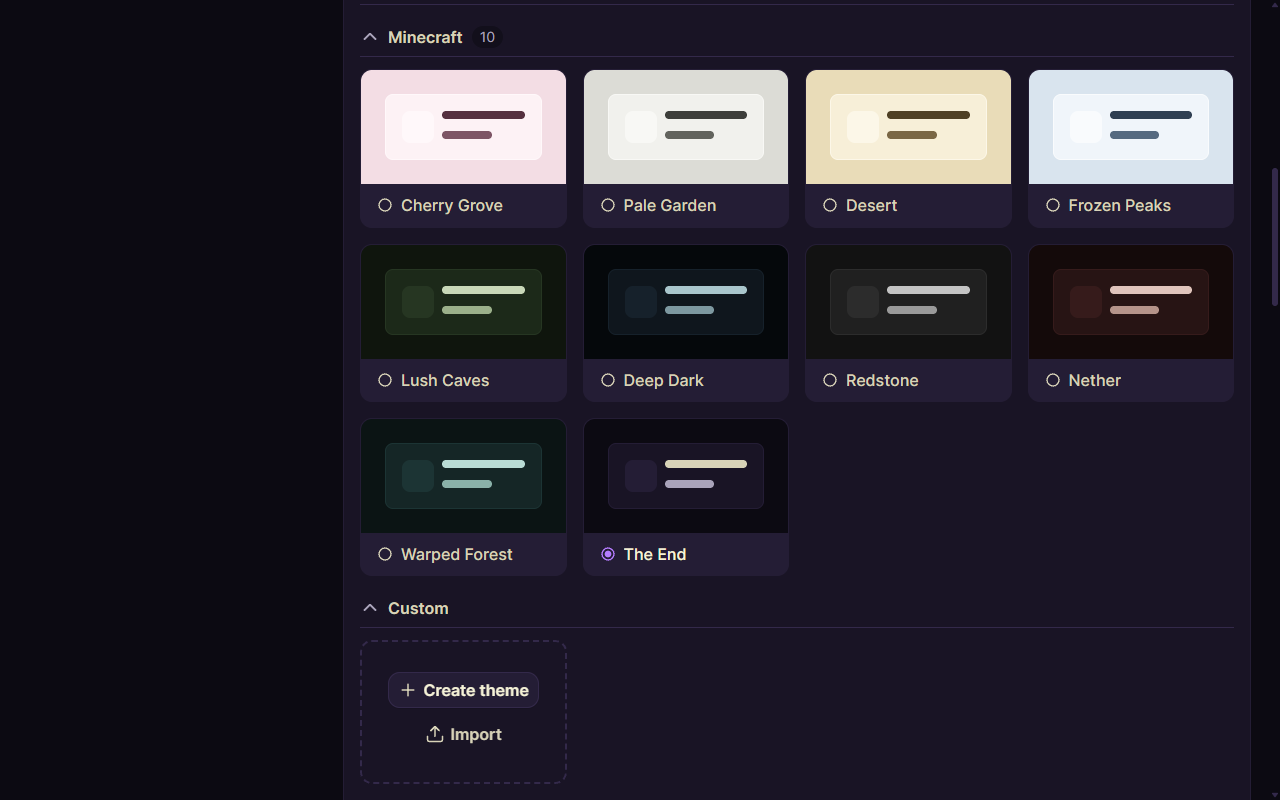 Minecraft 10
Cherry Grove
Pale Garden
Desert
Frozen Peaks
Lush Caves
Deep Dark
Redstone
Nether
Warped Forest
The End
Custom
Create theme
Import